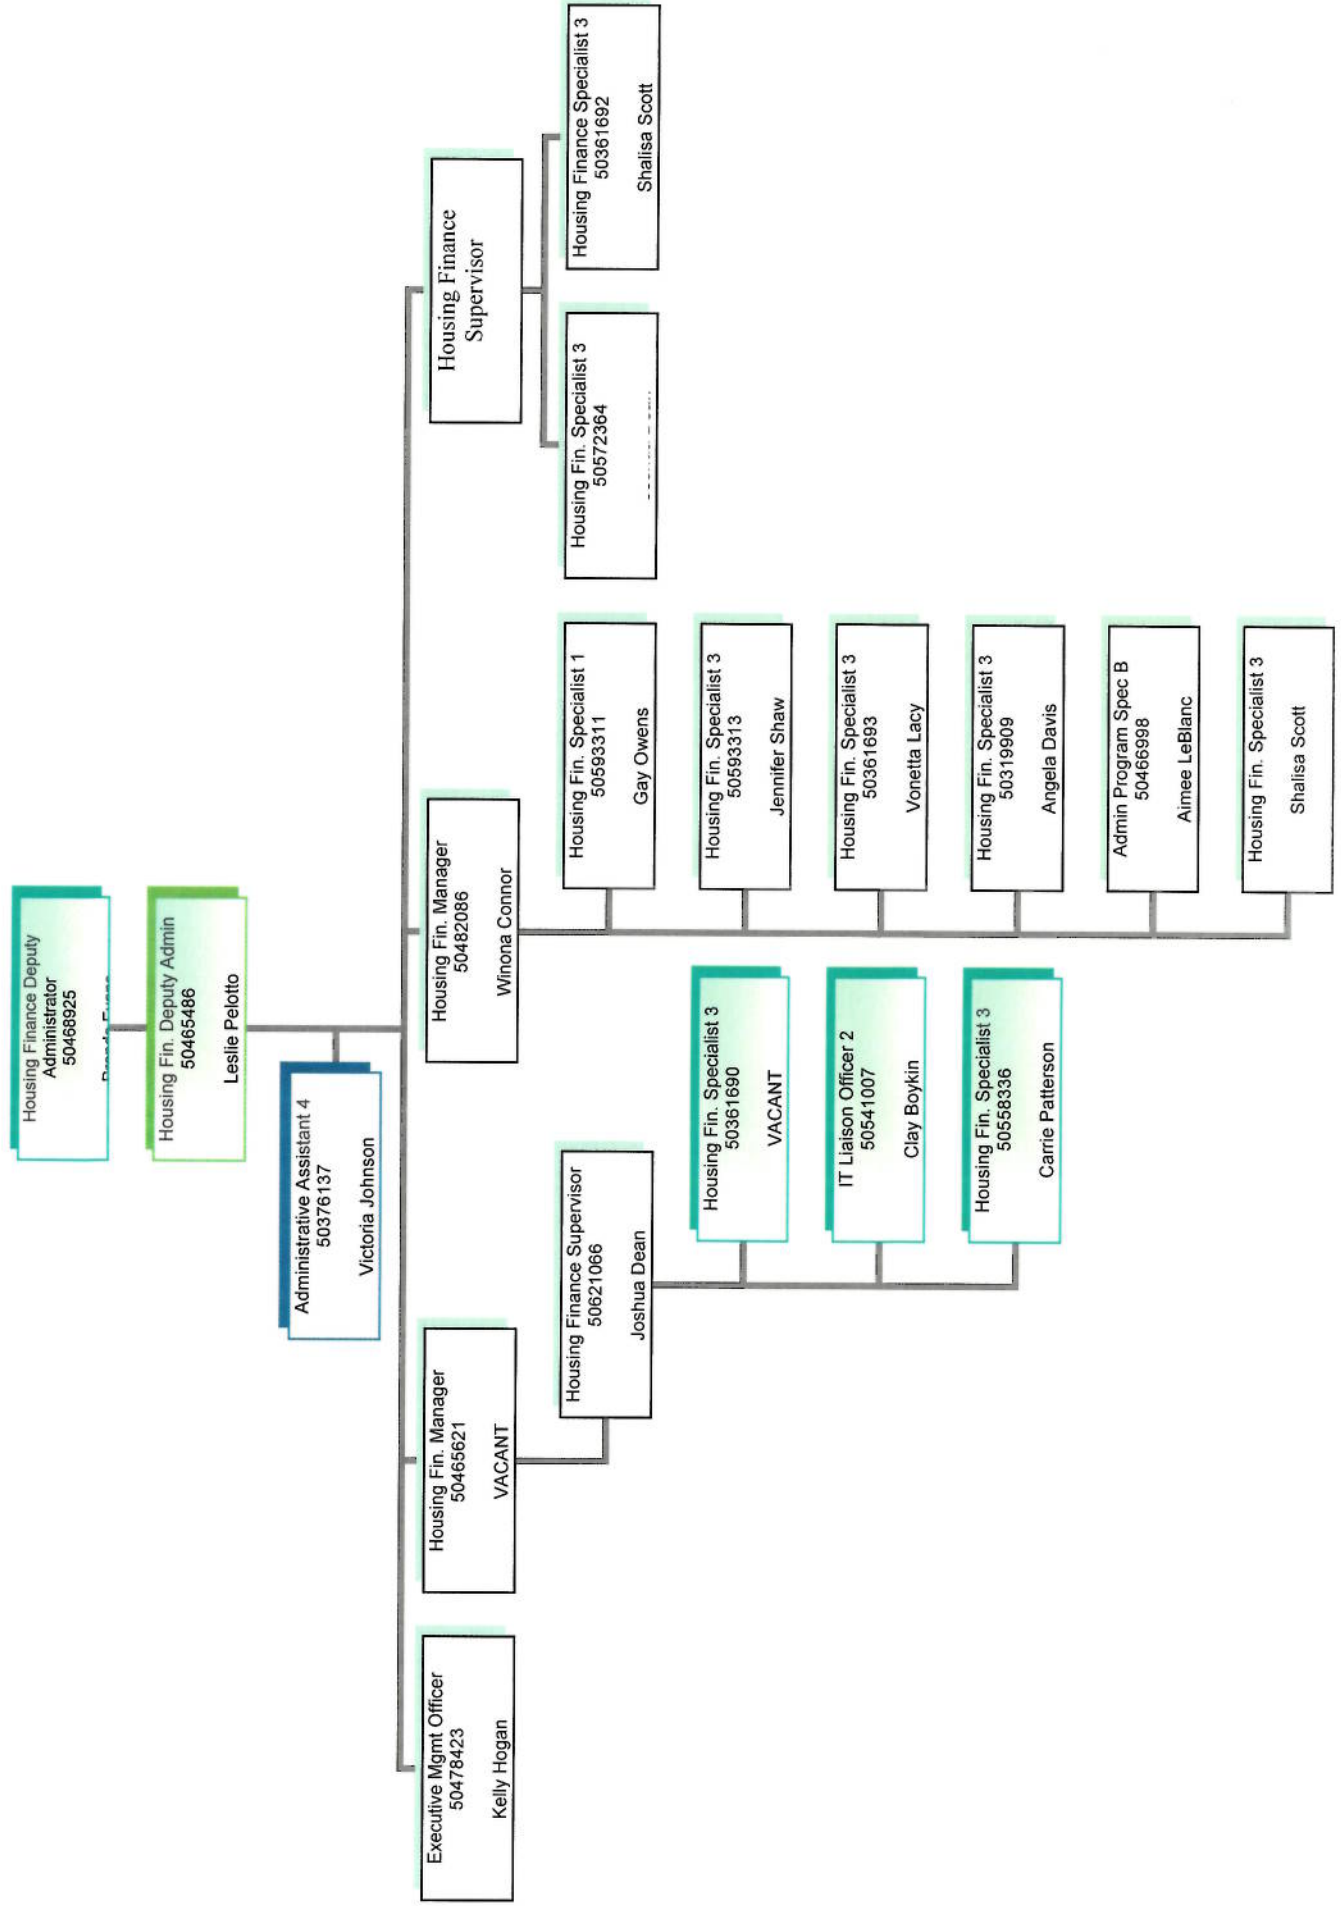 Housing Finance Deputy
Administrator
50468925
Housing Fin. Deputy Admin
50465486
Leslie Pelotto
Administrative Assistant 4
50376137
Victoria Johnson
Executive Mgmt Officer
50478423
Kelly Hogan
Housing Fin. Manager
50465621
VACANT
Housing Finance Supervisor
50621066
Joshua Dean
Housing Fin. Specialist 3
50361690
VACANT
IT Liaison Officer 2
50541007
Clay Boykin
Housing Fin. Specialist 3
50558336
Carrie Patterson
Housing Fin. Manager
50482086
Winona Connor
Housing Fin. Specialist 1
50593311
Gay Owens
Housing Fin. Specialist 3
50593313
Jennifer Shaw
Housing Fin. Specialist 3
50361693
Vonetta Lacy
Housing Fin. Specialist 3
50319909
Angela Davis
Admin Program Spec B
50466998
Aimee LeBlanc
Housing Fin. Specialist 3
Shalisa Scott
Housing Finance
Supervisor
Housing Fin. Specialist 3
50572364
Housing Finance Specialist 3
50361692
Shalisa Scott